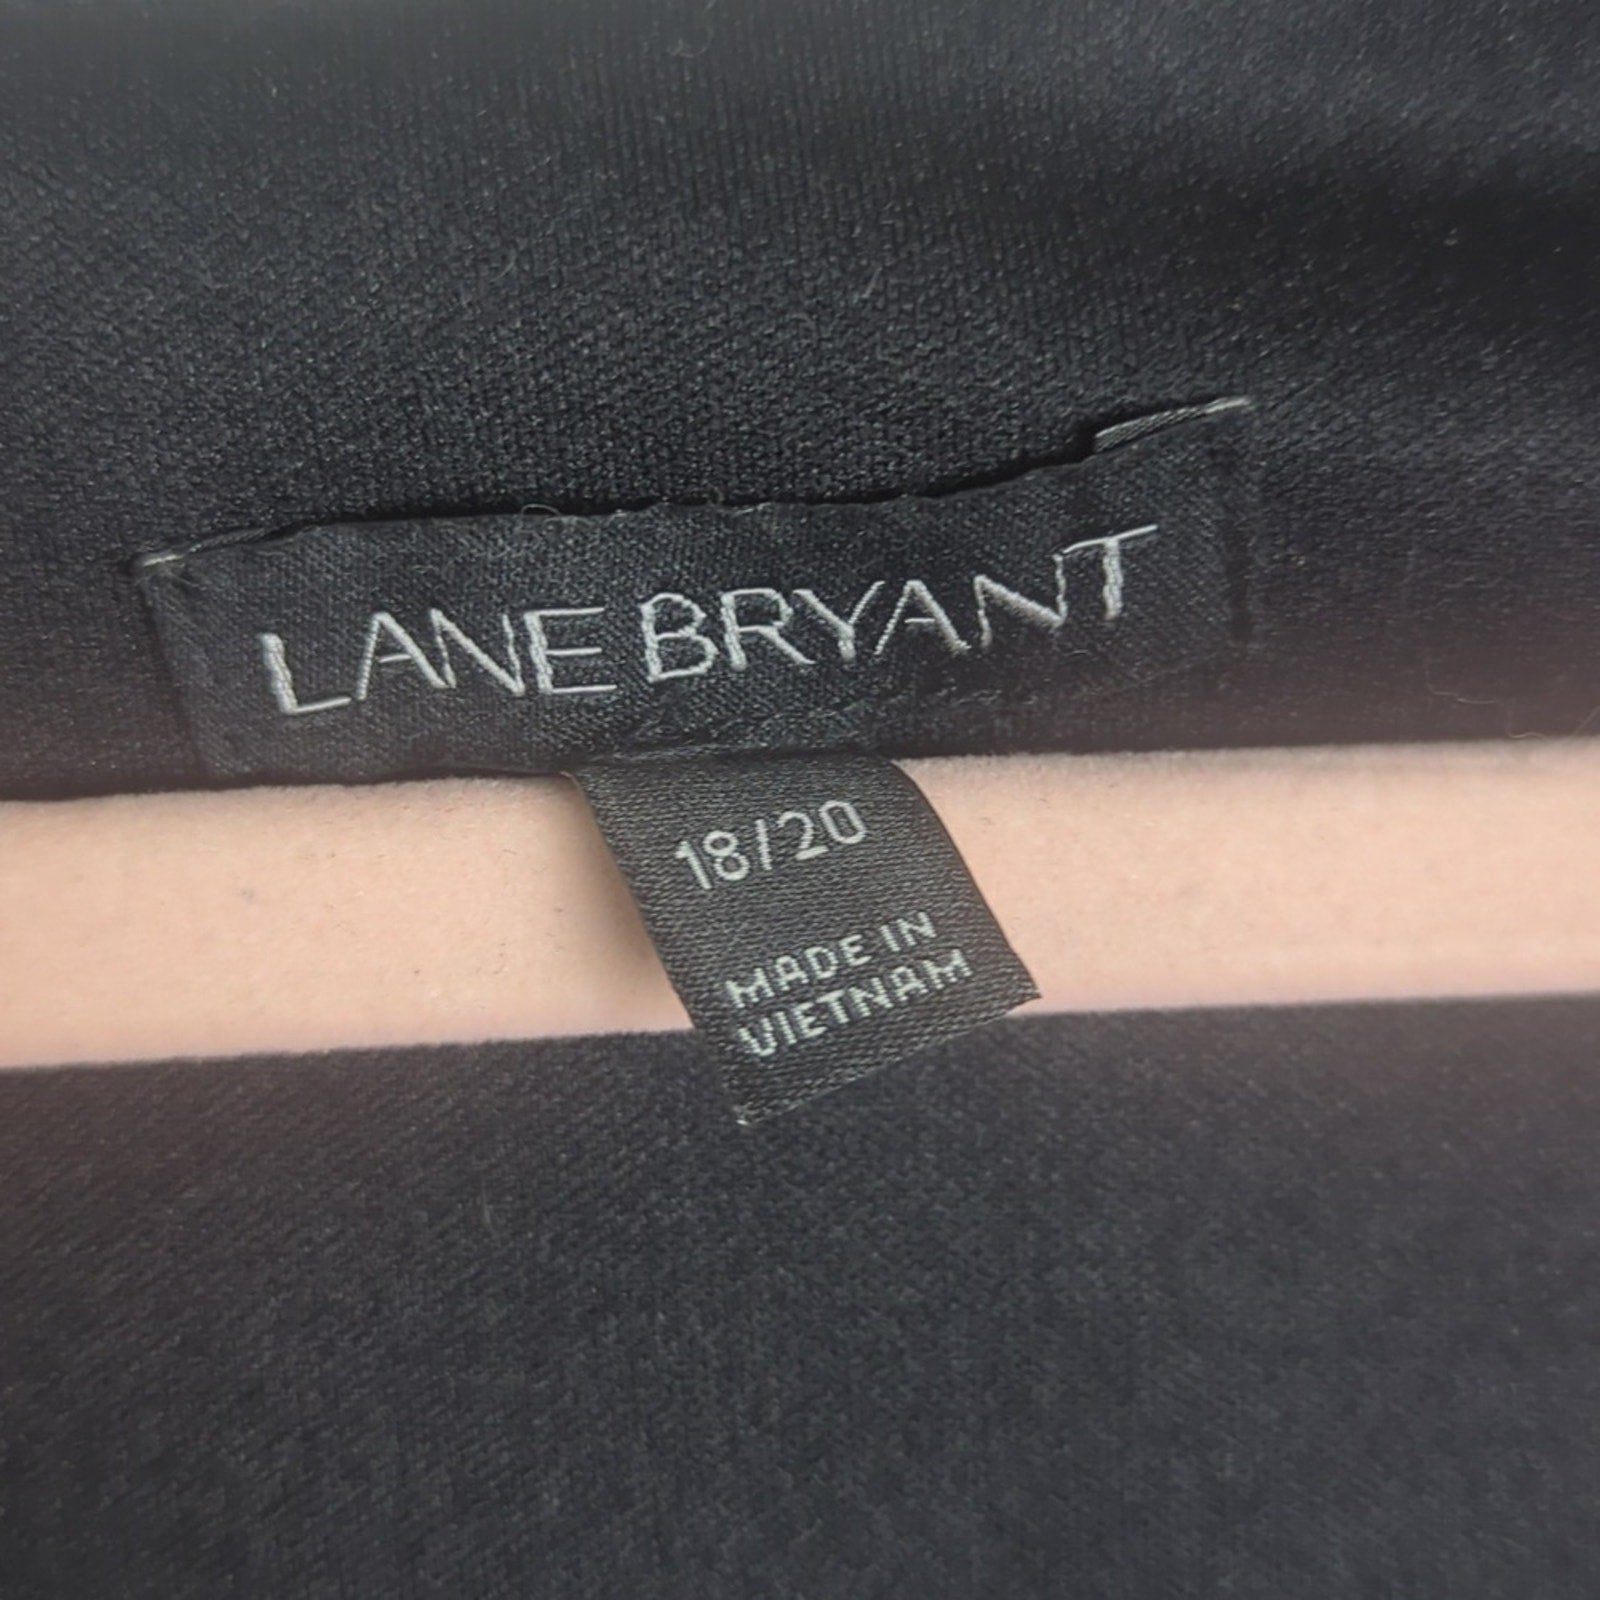 LANE BRYANT
18/20
MADE IN
VIETNAM